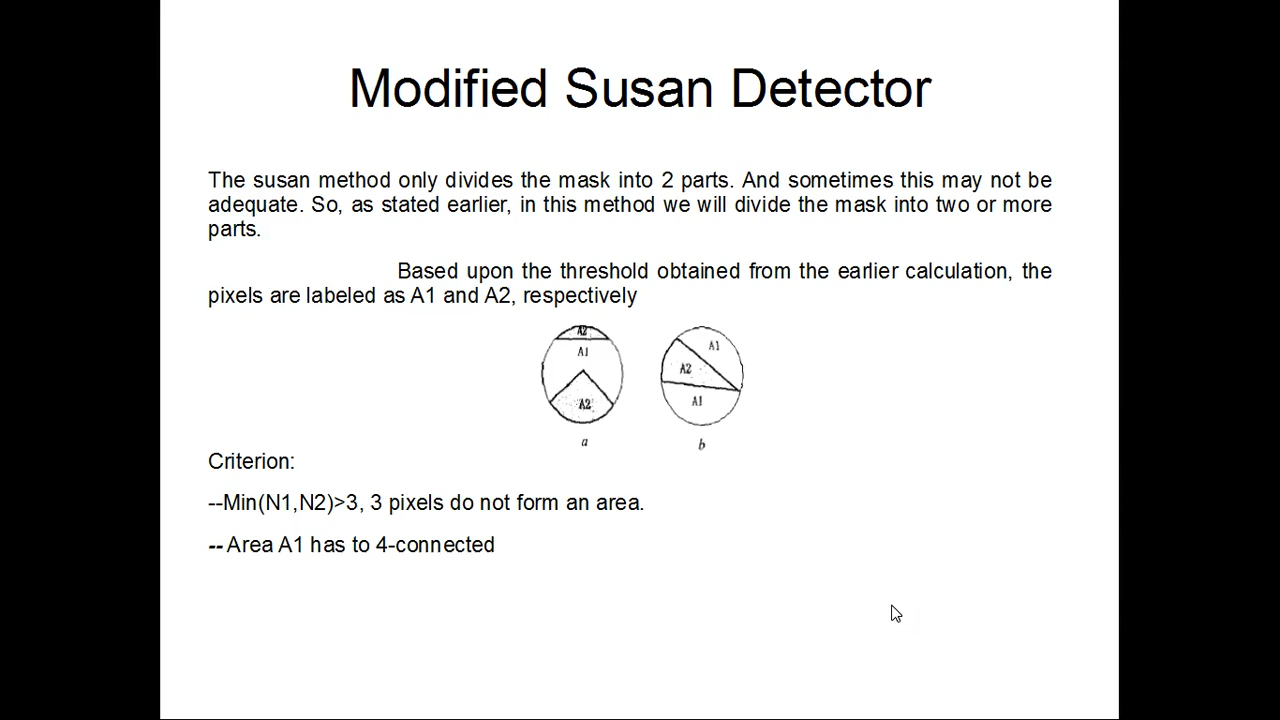 Modified Susan Detector
The susan method only divides the mask into 2 parts. And sometimes this may not be
adequate. So, as stated earlier, in this method we will divide the mask into two or more
parts.
Based upon the threshold obtained from the earlier calculation, the
pixels are labeled as A1 and A2, respectively
A2
A1
A2
a
A1
A2
A1
b
Criterion:
--Min(N1,N2)>3, 3 pixels do not form an area.
-- Area A1 has to 4-connected